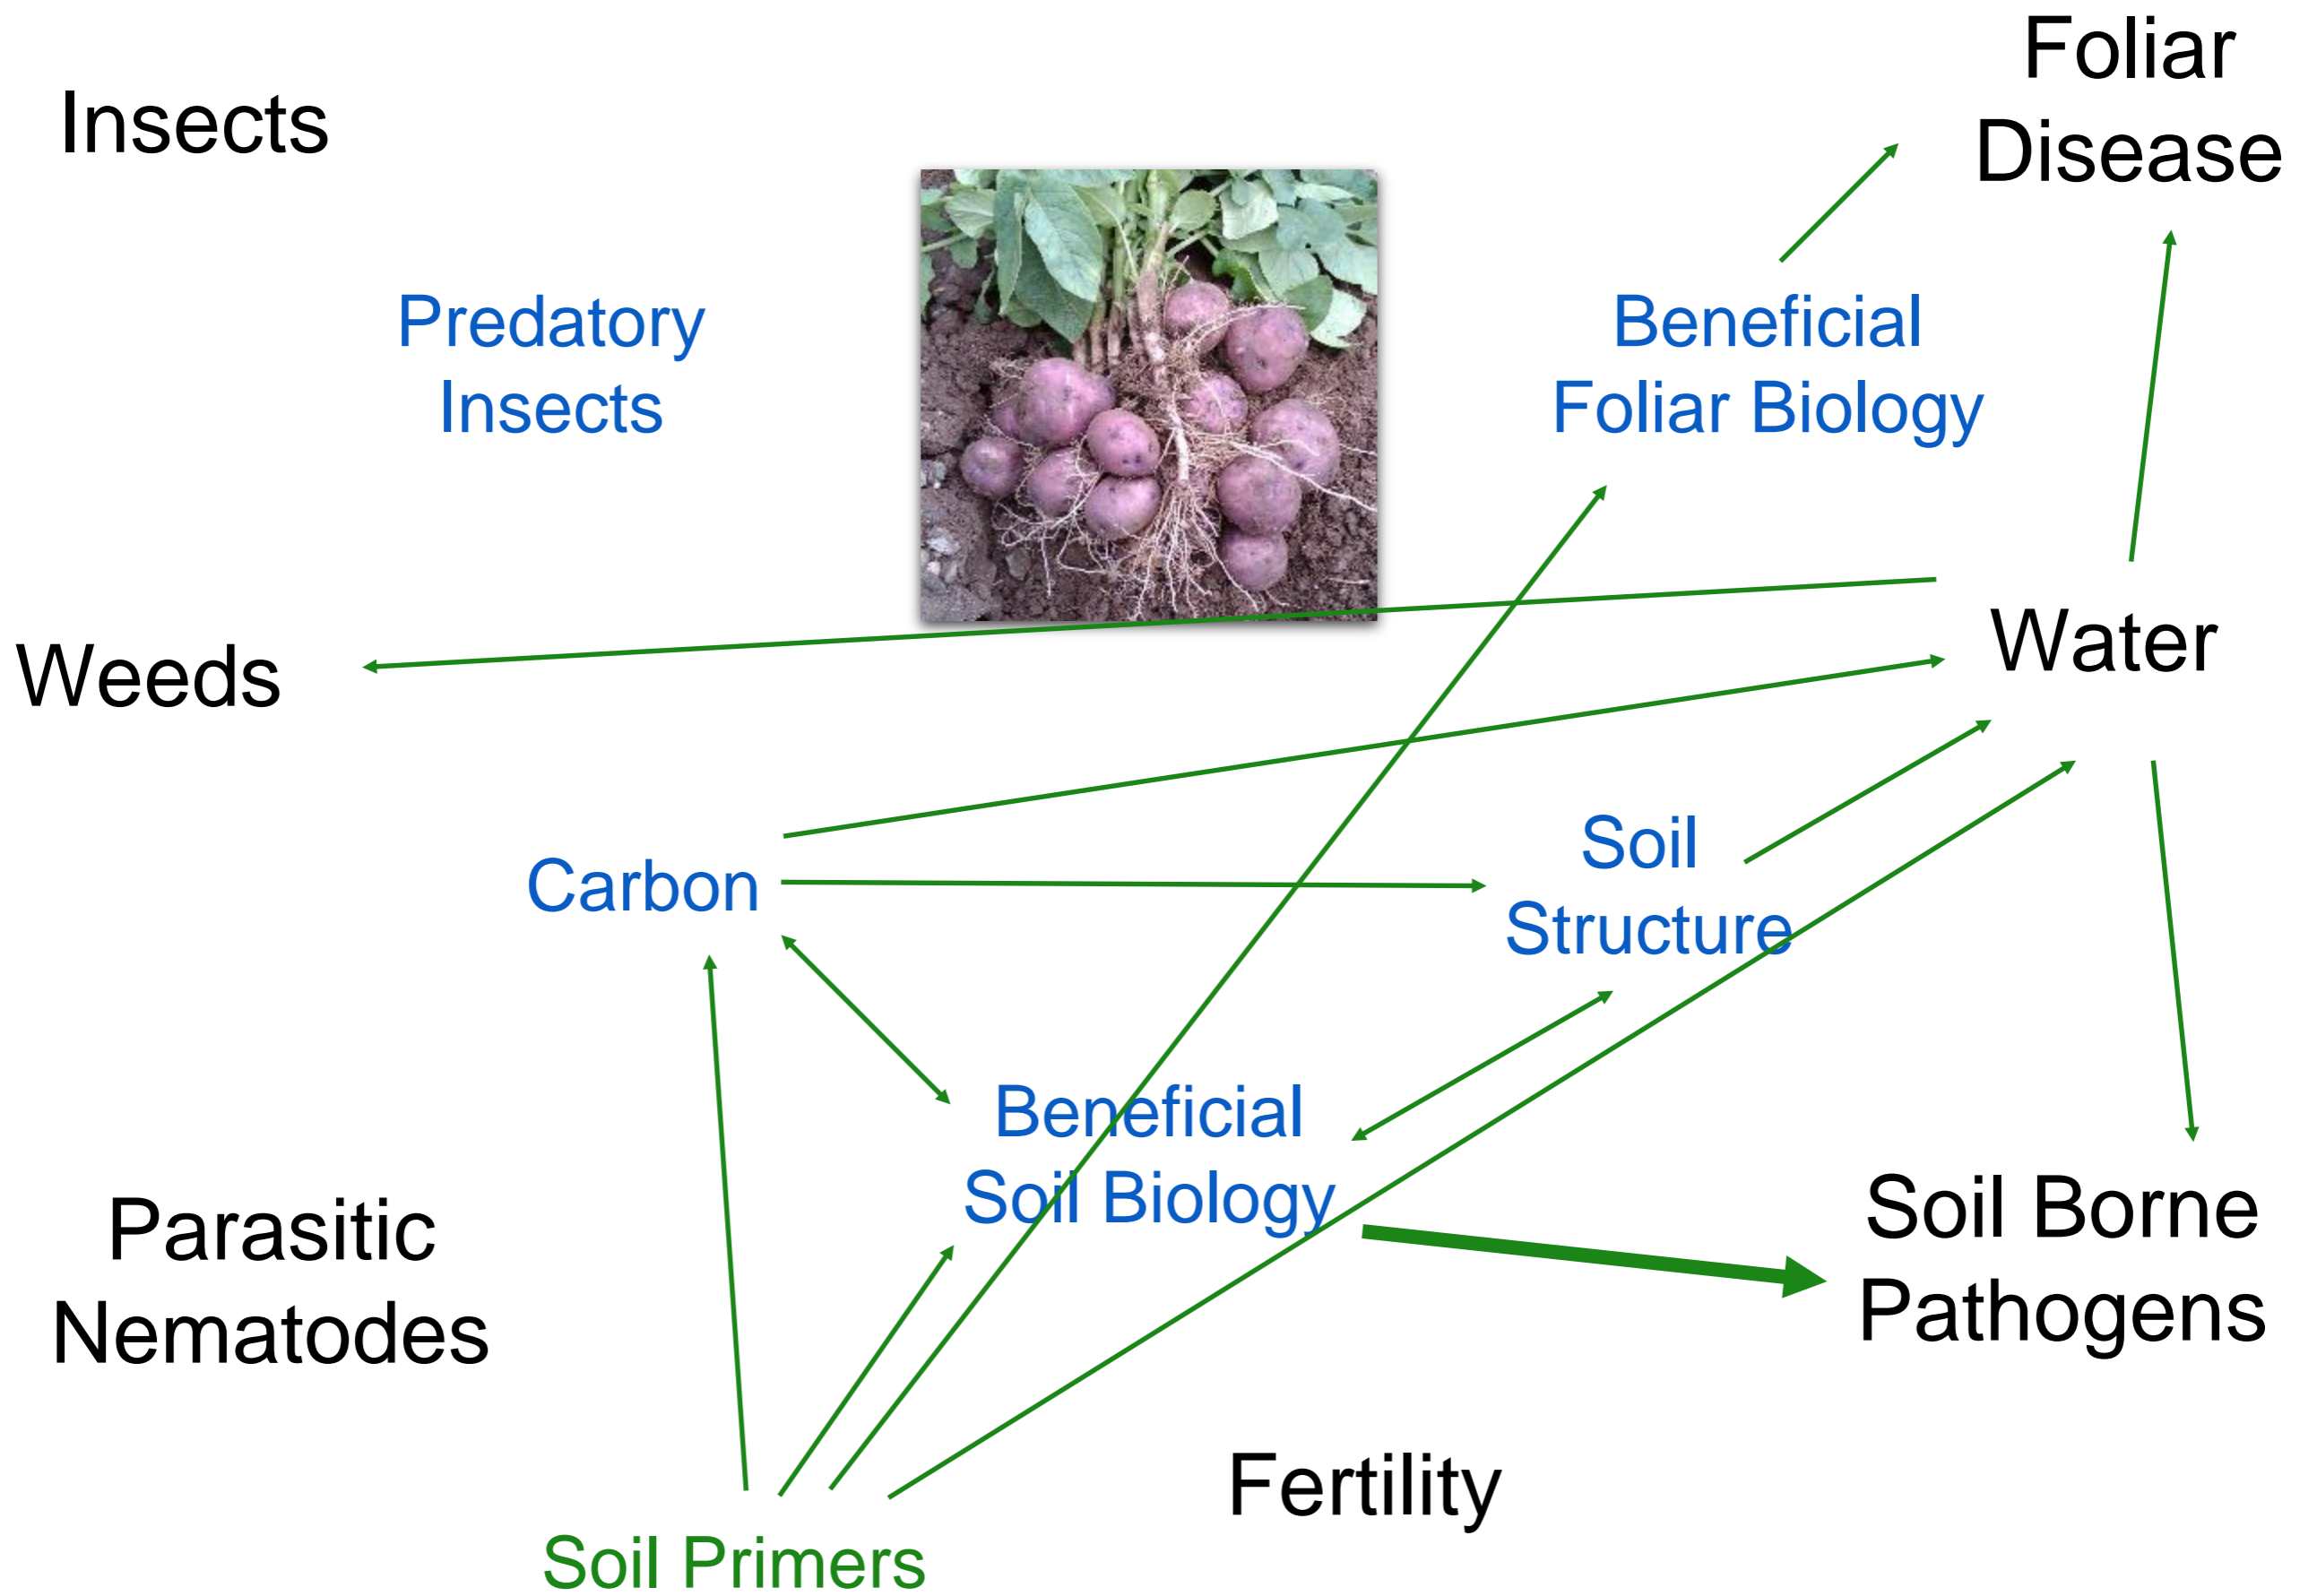 Foliar
Disease
Insects
Predatory
Insects
Beneficial
Foliar Biology
Water
Weeds
Carbon
Soil
Structure
Beneficial
Soil Biology
Parasitic
Nematodes
Soil Borne
Pathogens
Fertility
Soil Primers